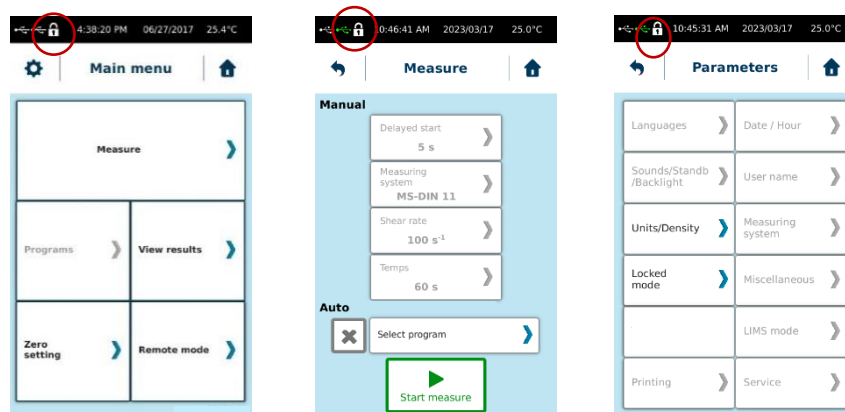 4:38:20 PM 06/27/2017 25.4°C
Main menu
Measure
Programs
View results
Zero
setting
Remote mode
10:46:41 AM 2023/03/17 25.0°C
Measure
Manual
Delayed start
5 s
Measuring
system
MS-DIN 11
Shear rate
100 s⁻¹
Temps
60 s
Auto
Select program
Start measure
10:45:31 AM 2023/03/17 25.0°C
Parameters
Languages
Date / Hour
Sounds/Standb
/Backlight
User name
Units/Density
Measuring
system
Locked
mode
Miscellaneous
LIMS mode
Printing
Service